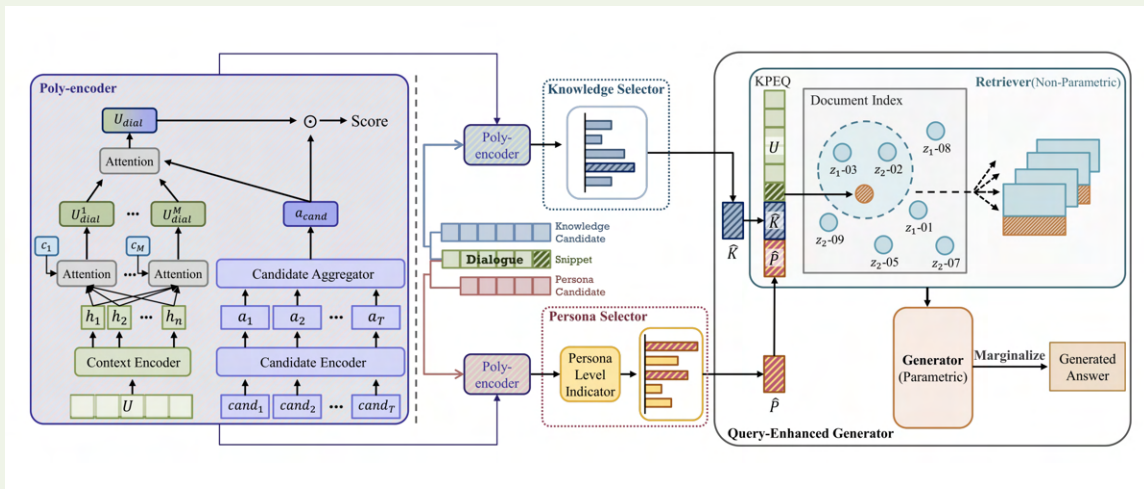 Poly-encoder
U_dial
⊙
Score
Attention
U^1_dial
...
U^M_dial
a_cand
c_1
...
c_M
Attention
Attention
Candidate Aggregator
h_1
h_2
...
h_n
a_1
a_2
...
a_T
Context Encoder
Candidate Encoder
U
cand_1
cand_2
...
cand_T
Knowledge Selector
Poly-
encoder
Knowledge
Candidate
Dialogue
Snippet
Persona
Candidate
Persona Selector
Poly-
encoder
Persona
Level
Indicator
K̂
P̂
KPEQ
U
K̂
P̂
Retriever(Non-Parametric)
Document Index
z_1-08
z_1-03
z_2-02
z_1-01
z_2-09
z_2-05
z_2-07
Generator
(Parametric)
Marginalize
Generated
Answer
Query-Enhanced Generator